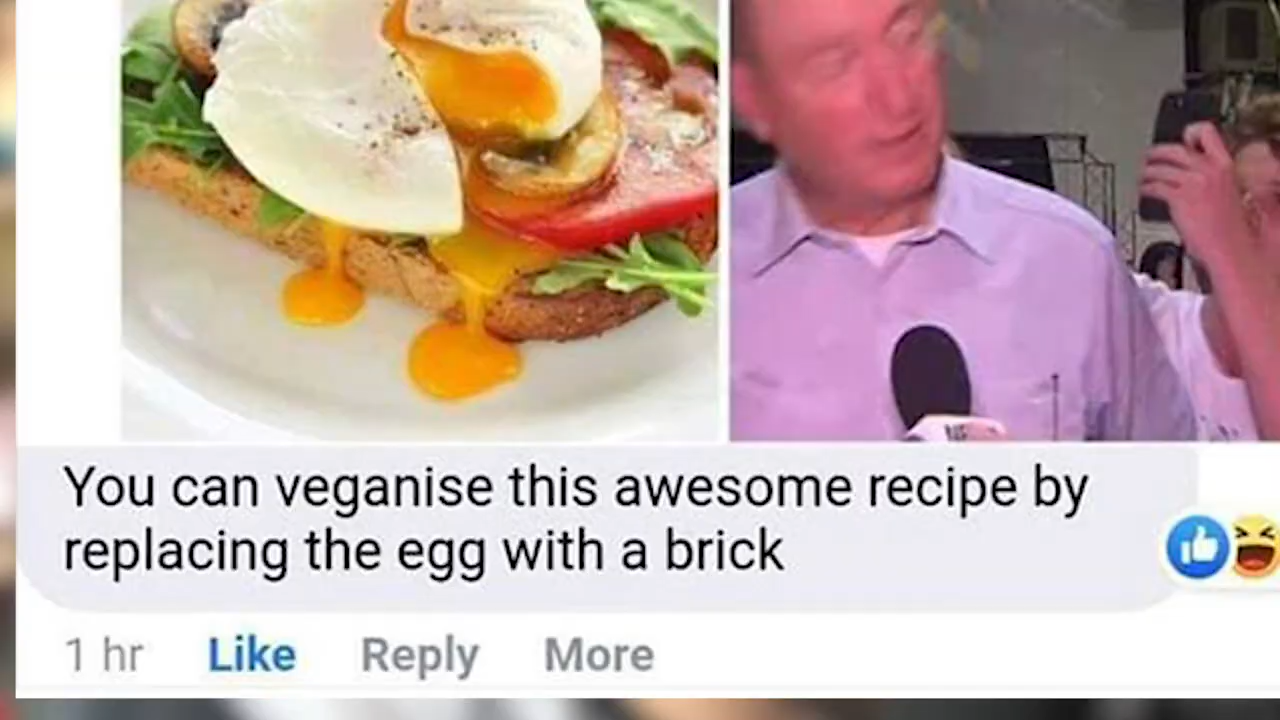 You can veganise this awesome recipe by
replacing the egg with a brick
1 hr Like Reply More